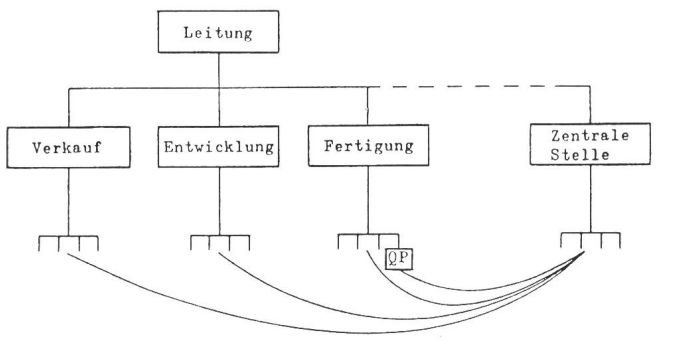 Leitung
Verkauf
Entwicklung
Fertigung
Zentrale
Stelle
QP